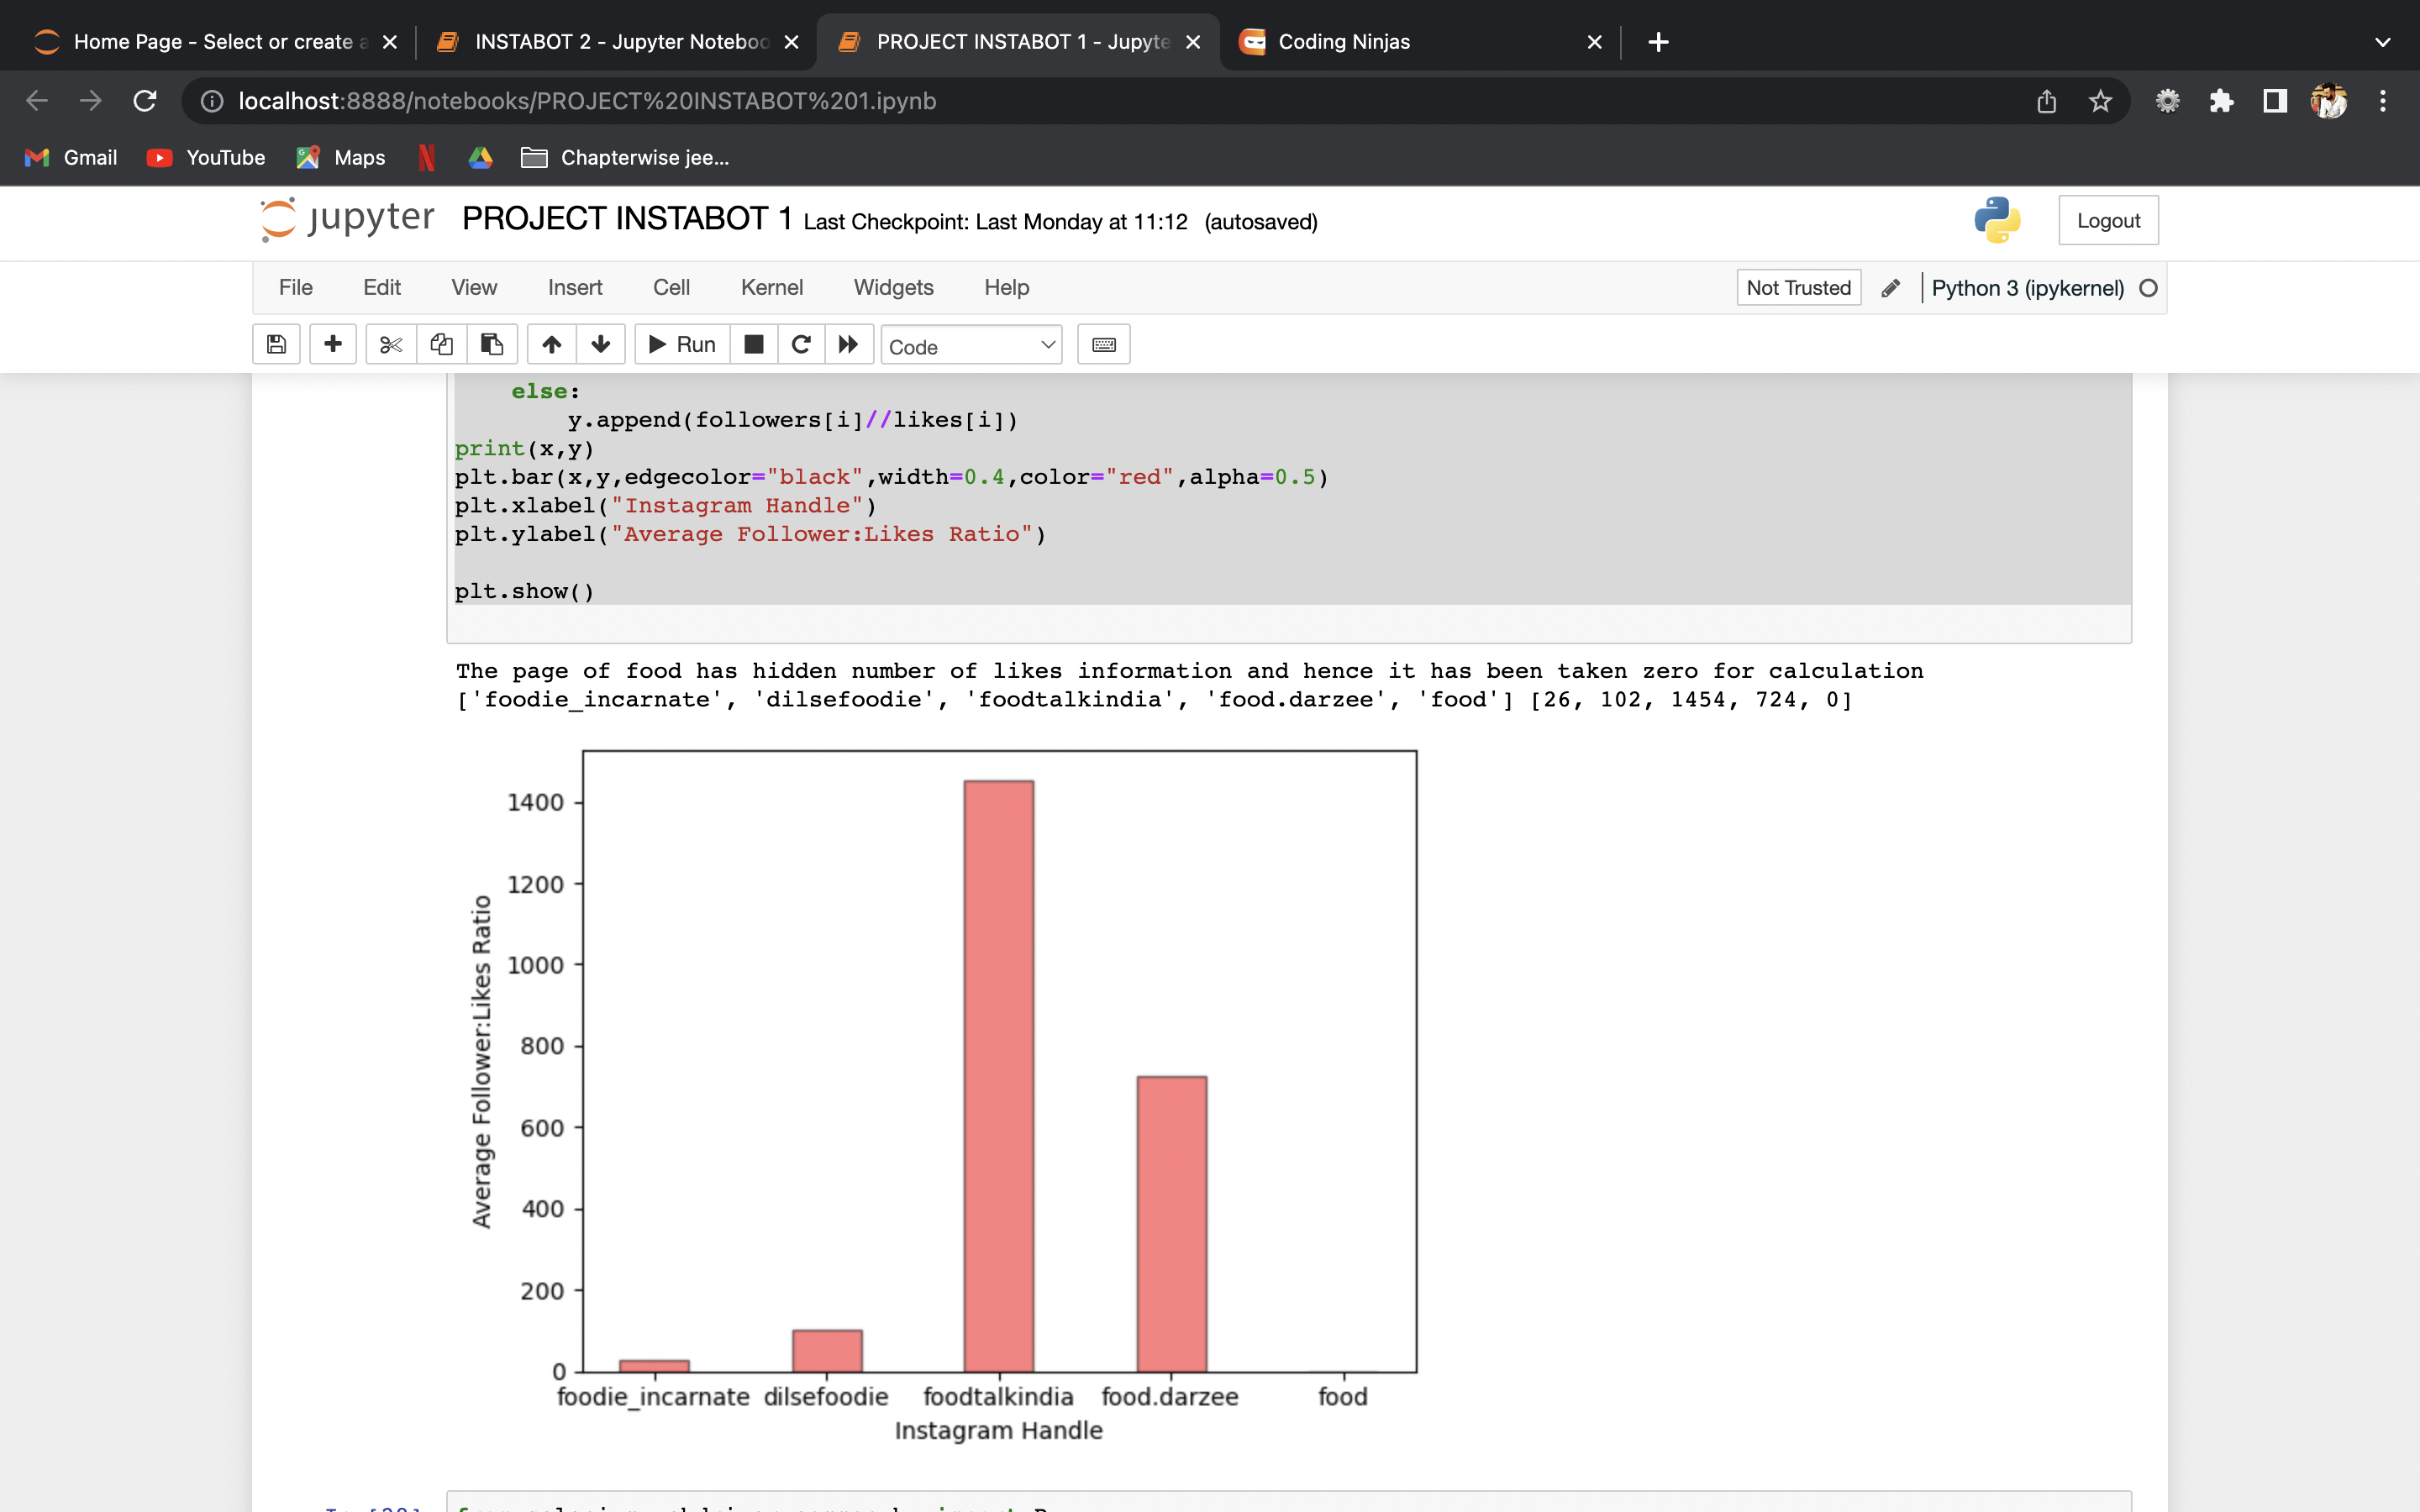 Home Page - Select or create a
INSTABOT 2 - Jupyter Noteboo
PROJECT INSTABOT 1 - Jupyte
Coding Ninjas
localhost:8888/notebooks/PROJECT%20INSTABOT%201.ipynb
Gmail YouTube Maps Chapterwise jee...
jupyter PROJECT INSTABOT 1 Last Checkpoint: Last Monday at 11:12 (autosaved)
Logout
File Edit View Insert Cell Kernel Widgets Help
Not Trusted Python 3 (ipykernel)
Run Code
else:
y.append(followers[i]//likes[i])
print(x,y)
plt.bar(x,y,edgecolor="black",width=0.4,color="red",alpha=0.5)
plt.xlabel("Instagram Handle")
plt.ylabel("Average Follower:Likes Ratio")
plt.show()
The page of food has hidden number of likes information and hence it has been taken zero for calculation
['foodie_incarnate', 'dilsefoodie', 'foodtalkindia', 'food.darzee', 'food'] [26, 102, 1454, 724, 0]
Average Follower:Likes Ratio
1400
1200
1000
800
600
400
200
0
foodie_incarnate dilsefoodie foodtalkindia food.darzee food
Instagram Handle